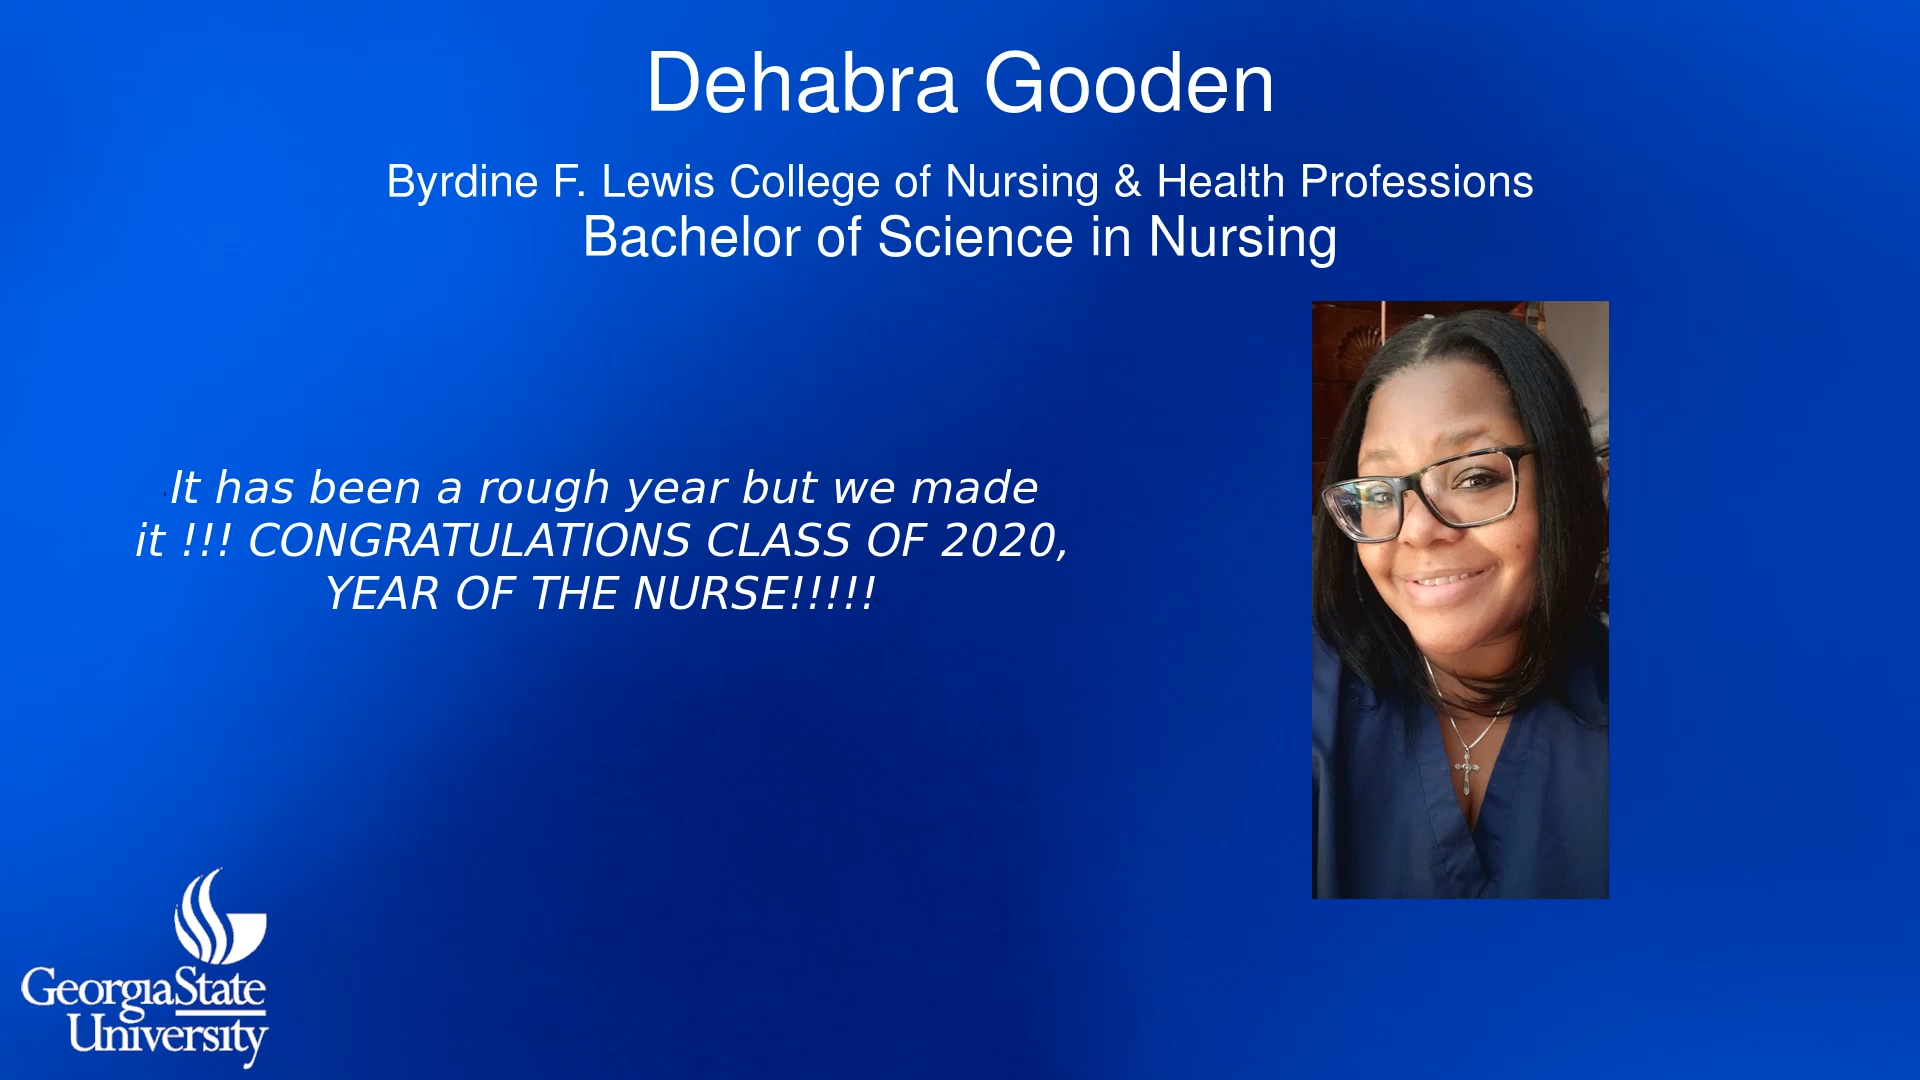 Dehabra Gooden
Byrdine F. Lewis College of Nursing & Health Professions
Bachelor of Science in Nursing
It has been a rough year but we made
it !!! CONGRATULATIONS CLASS OF 2020,
YEAR OF THE NURSE!!!!!
GeorgiaState
University